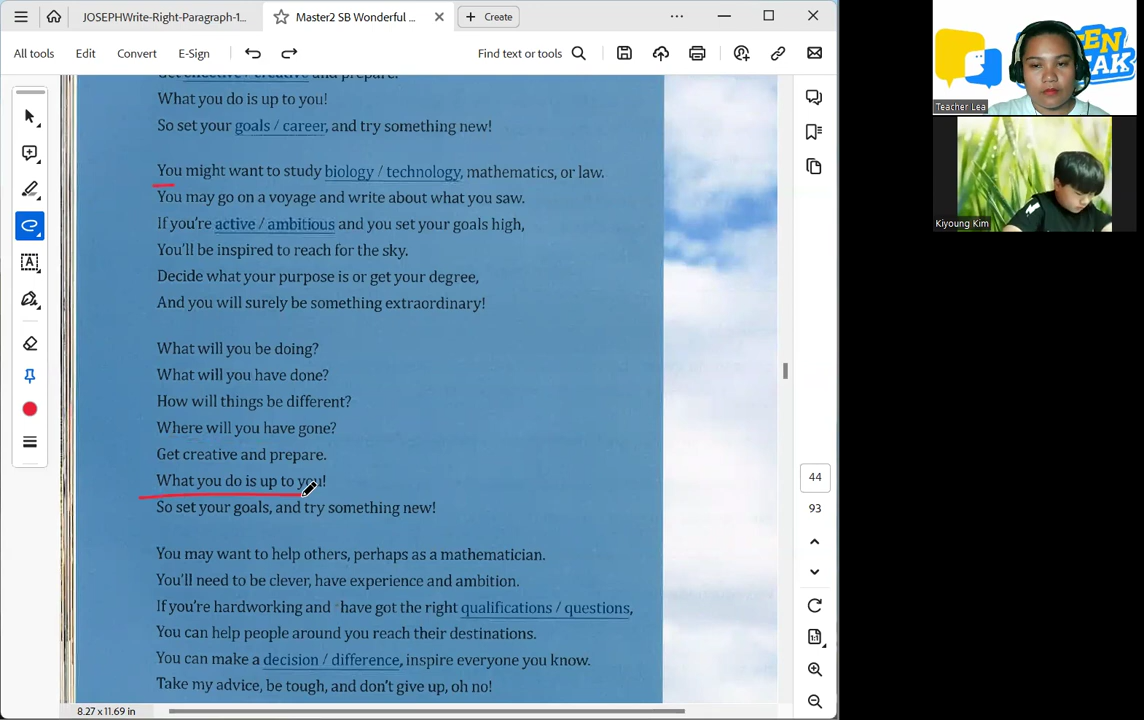 JOSEPHWrite-Right-Paragraph-1...
Master2 SB Wonderful ...
Create
All tools
Edit
Convert
E-Sign
Find text or tools
Get effective / creative and prepare.
What you do is up to you!
So set your goals / career, and try something new!
You might want to study biology / technology, mathematics, or law.
You may go on a voyage and write about what you saw.
If you're active / ambitious and you set your goals high,
You'll be inspired to reach for the sky.
Decide what your purpose is or get your degree,
And you will surely be something extraordinary!
What will you be doing?
What will you have done?
How will things be different?
Where will you have gone?
Get creative and prepare.
What you do is up to you!
So set your goals, and try something new!
You may want to help others, perhaps as a mathematician.
You'll need to be clever, have experience and ambition.
If you're hardworking and have got the right qualifications / questions,
You can help people around you reach their destinations.
You can make a decision / difference, inspire everyone you know.
Take my advice, be tough, and don't give up, oh no!
44
93
1:1
8.27 x 11.69 in
Teacher Lea
Kiyoung Kim